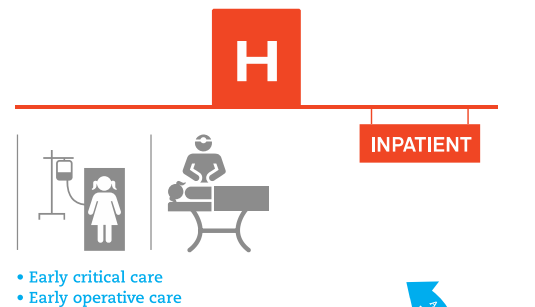 H
INPATIENT
• Early critical care
• Early operative care